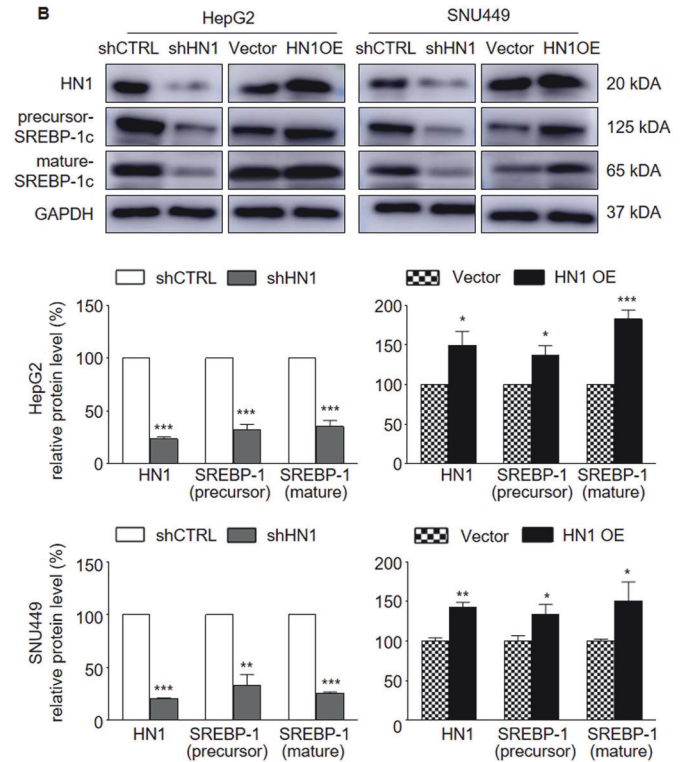 B
HepG2 SNU449
shCTRL shHN1 Vector HN1OE shCTRL shHN1 Vector HN1OE
HN1 20 kDA
precursor-
SREBP-1c 125 kDA
mature-
SREBP-1c 65 kDA
GAPDH 37 kDA
shCTRL shHN1
HepG2
relative protein level (%)
150
100
50
0
***
***
***
HN1 SREBP-1 SREBP-1
(precursor) (mature)
Vector HN1 OE
200
150
100
50
0
*
*
***
HN1 SREBP-1 SREBP-1
(precursor) (mature)
shCTRL shHN1
SNU449
relative protein level (%)
150
100
50
0
***
**
***
HN1 SREBP-1 SREBP-1
(precursor) (mature)
Vector HN1 OE
200
150
100
50
0
**
*
*
HN1 SREBP-1 SREBP-1
(precursor) (mature)